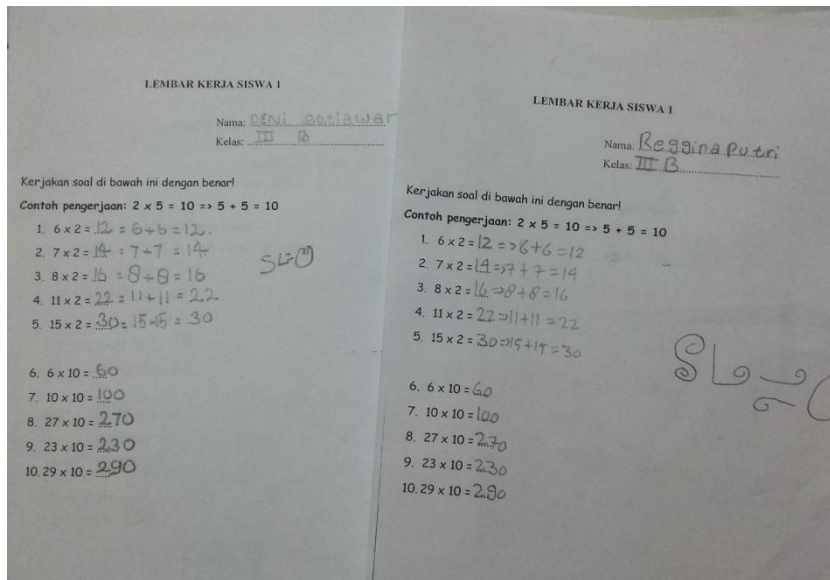 LEMBAR KERJA SISWA 1
Nama: DENi Setiawan
Kelas: III B
Kerjakan soal di bawah ini dengan benar!
Contoh pengerjaan: 2 x 5 = 10 => 5 + 5 = 10
1. 6 x 2 = 12 = 6+6 = 12.
2. 7 x 2 = 14 = 7+7 = 14
3. 8 x 2 = 16 = 8+8 = 16
4. 11 x 2 = 22 = 11+11 = 22
5. 15 x 2 = 30 = 15+15 = 30
6. 6 x 10 = 60
7. 10 x 10 = 100
8. 27 x 10 = 270
9. 23 x 10 = 230
10. 29 x 10 = 290
LEMBAR KERJA SISWA 1
Nama: Reggina Putri
Kelas: III B
Kerjakan soal di bawah ini dengan benar!
Contoh pengerjaan: 2 x 5 = 10 => 5 + 5 = 10
1. 6 x 2 = 12 => 6+6 = 12
2. 7 x 2 = 14 => 7+7 = 14
3. 8 x 2 = 16 => 8+8 = 16
4. 11 x 2 = 22 => 11+11 = 22
5. 15 x 2 = 30 => 15+15 = 30
6. 6 x 10 = 60
7. 10 x 10 = 100
8. 27 x 10 = 270
9. 23 x 10 = 230
10. 29 x 10 = 290